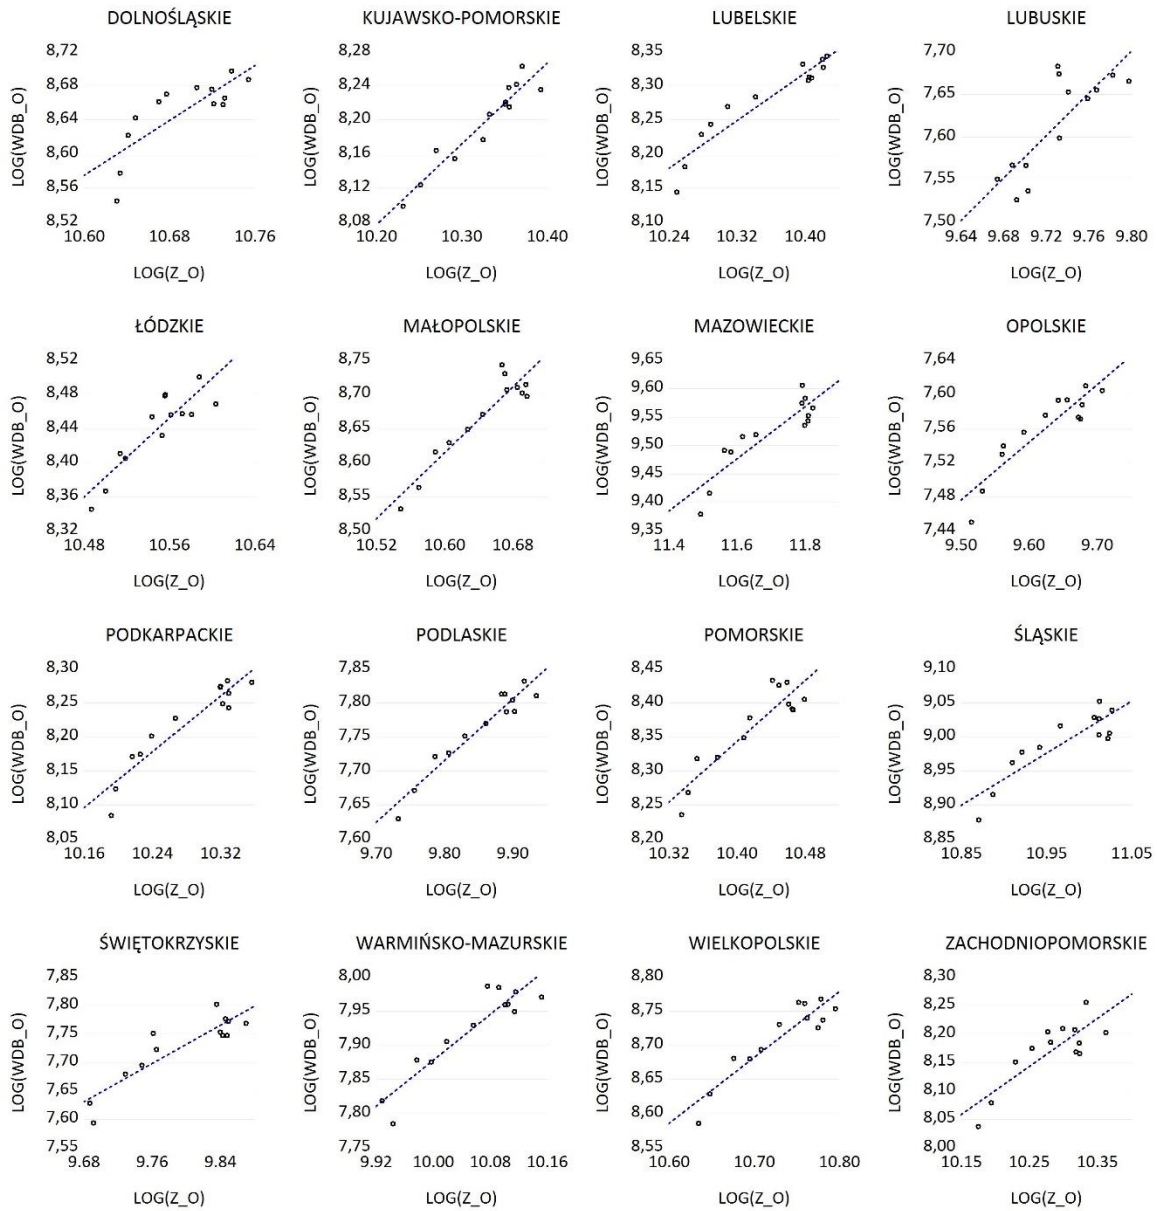 DOLNOŚLĄSKIE
LOG(WDB_O)
8,72
8,68
8,64
8,60
8,56
8,52
10.60 10.68 10.76
LOG(Z_O)
KUJAWSKO-POMORSKIE
LOG(WDB_O)
8,28
8,24
8,20
8,16
8,12
8,08
10.20 10.30 10.40
LOG(Z_O)
LUBELSKIE
LOG(WDB_O)
8,35
8,30
8,25
8,20
8,15
8,10
10.24 10.32 10.40
LOG(Z_O)
LUBUSKIE
LOG(WDB_O)
7,70
7,65
7,60
7,55
7,50
9.64 9.68 9.72 9.76 9.80
LOG(Z_O)
ŁÓDZKIE
LOG(WDB_O)
8,52
8,48
8,44
8,40
8,36
8,32
10.48 10.56 10.64
LOG(Z_O)
MAŁOPOLSKIE
LOG(WDB_O)
8,75
8,70
8,65
8,60
8,55
8,50
10.52 10.60 10.68
LOG(Z_O)
MAZOWIECKIE
LOG(WDB_O)
9,65
9,60
9,55
9,50
9,45
9,40
9,35
11.4 11.6 11.8
LOG(Z_O)
OPOLSKIE
LOG(WDB_O)
7,64
7,60
7,56
7,52
7,48
7,44
9.50 9.60 9.70
LOG(Z_O)
PODKARPACKIE
LOG(WDB_O)
8,30
8,25
8,20
8,15
8,10
8,05
10.16 10.24 10.32
LOG(Z_O)
PODLASKIE
LOG(WDB_O)
7,85
7,80
7,75
7,70
7,65
7,60
9.70 9.80 9.90
LOG(Z_O)
POMORSKIE
LOG(WDB_O)
8,45
8,40
8,35
8,30
8,25
8,20
10.32 10.40 10.48
LOG(Z_O)
ŚLĄSKIE
LOG(WDB_O)
9,10
9,05
9,00
8,95
8,90
8,85
10.85 10.95 11.05
LOG(Z_O)
ŚWIĘTOKRZYSKIE
LOG(WDB_O)
7,85
7,80
7,75
7,70
7,65
7,60
7,55
9.68 9.76 9.84
LOG(Z_O)
WARMIŃSKO-MAZURSKIE
LOG(WDB_O)
8,00
7,95
7,90
7,85
7,80
7,75
9.92 10.00 10.08 10.16
LOG(Z_O)
WIELKOPOLSKIE
LOG(WDB_O)
8,80
8,75
8,70
8,65
8,60
8,55
10.60 10.70 10.80
LOG(Z_O)
ZACHODNIOPOMORSKIE
LOG(WDB_O)
8,30
8,25
8,20
8,15
8,10
8,05
8,00
10.15 10.25 10.35
LOG(Z_O)